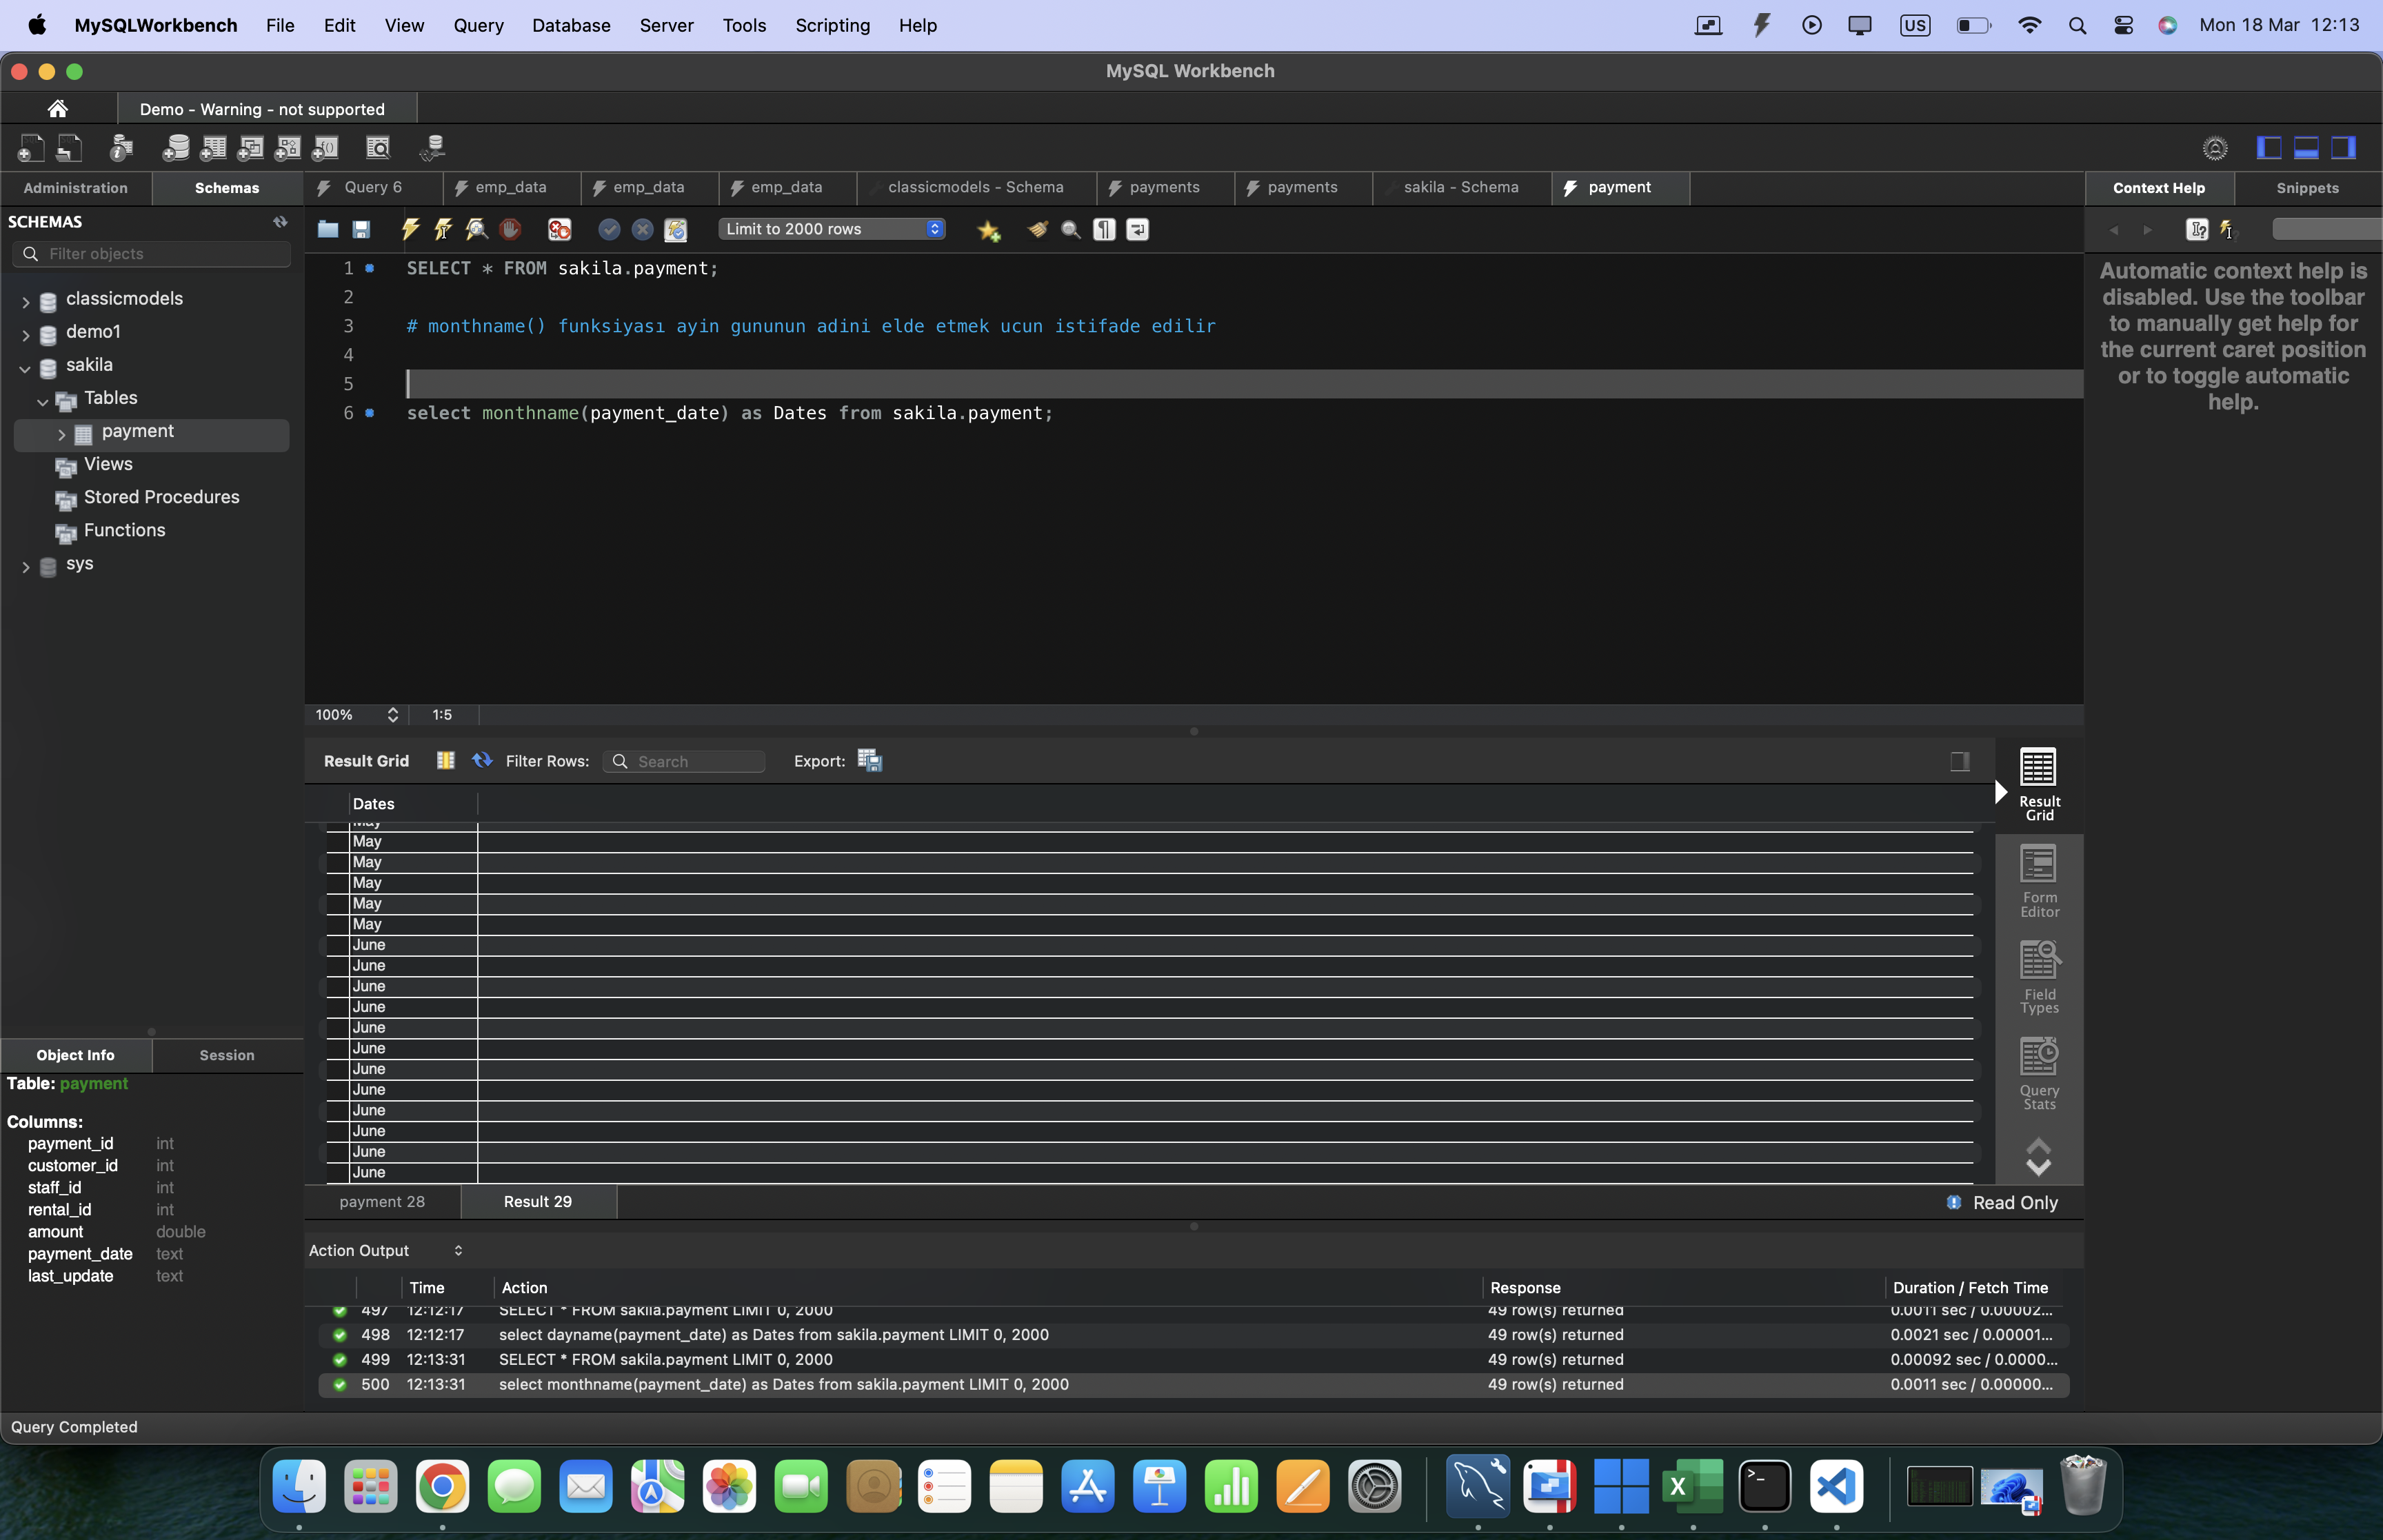 MySQLWorkbench File Edit View Query Database Server Tools Scripting Help US Mon 18 Mar 12:13
MySQL Workbench
Demo - Warning - not supported
Administration Schemas Query 6 emp_data emp_data emp_data classicmodels - Schema payments payments sakila - Schema payment Context Help Snippets
SCHEMAS
Limit to 2000 rows
Filter objects
classicmodels
demo1
sakila
Tables
payment
Views
Stored Procedures
Functions
sys
1 SELECT * FROM sakila.payment;
2
3 # monthname() funksiyası ayin gununun adini elde etmek ucun istifade edilir
4
5
6 select monthname(payment_date) as Dates from sakila.payment;
Automatic context help is
disabled. Use the toolbar
to manually get help for
the current caret position
or to toggle automatic
help.
100% 1:5
Result Grid Filter Rows: Search Export:
Dates
May
May
May
May
May
May
June
June
June
June
June
June
June
June
June
June
June
June
Result
Grid
Form
Editor
Field
Types
Query
Stats
payment 28 Result 29 Read Only
Object Info Session
Table: payment
Columns:
payment_id int
customer_id int
staff_id int
rental_id int
amount double
payment_date text
last_update text
Action Output
Time Action Response Duration / Fetch Time
497 12:12:17 SELECT * FROM sakila.payment LIMIT 0, 2000 49 row(s) returned 0.0011 sec / 0.00002...
498 12:12:17 select dayname(payment_date) as Dates from sakila.payment LIMIT 0, 2000 49 row(s) returned 0.0021 sec / 0.00001...
499 12:13:31 SELECT * FROM sakila.payment LIMIT 0, 2000 49 row(s) returned 0.00092 sec / 0.0000...
500 12:13:31 select monthname(payment_date) as Dates from sakila.payment LIMIT 0, 2000 49 row(s) returned 0.0011 sec / 0.00000...
Query Completed